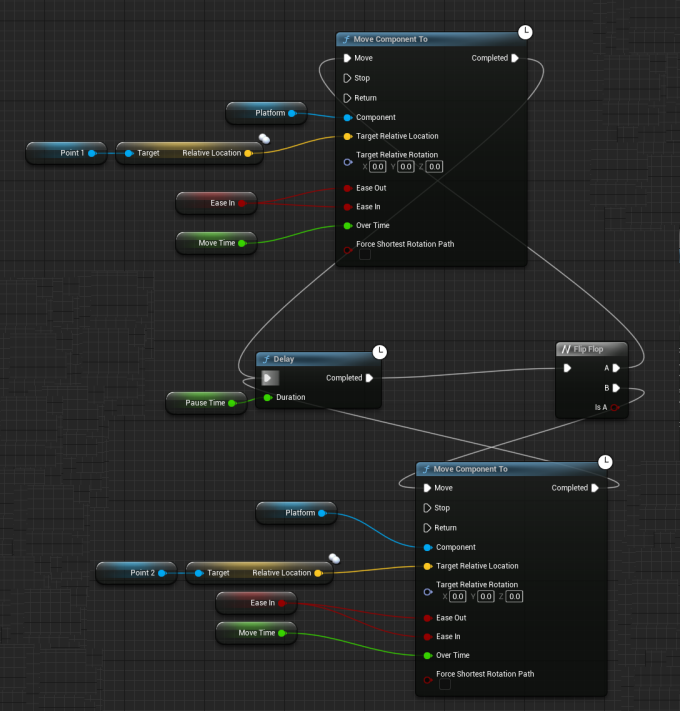 Move Component To
Move Completed
Stop
Return
Platform
Component
Target Relative Location
Point 1
Target Relative Location
Target Relative Rotation
X 0.0 Y 0.0 Z 0.0
Ease In
Ease Out
Ease In
Move Time
Over Time
Force Shortest Rotation Path
Delay
Completed
Pause Time
Duration
Flip Flop
A
B
Is A
Move Component To
Move Completed
Stop
Return
Platform
Component
Target Relative Location
Point 2
Target Relative Location
Target Relative Rotation
X 0.0 Y 0.0 Z 0.0
Ease In
Ease Out
Ease In
Move Time
Over Time
Force Shortest Rotation Path